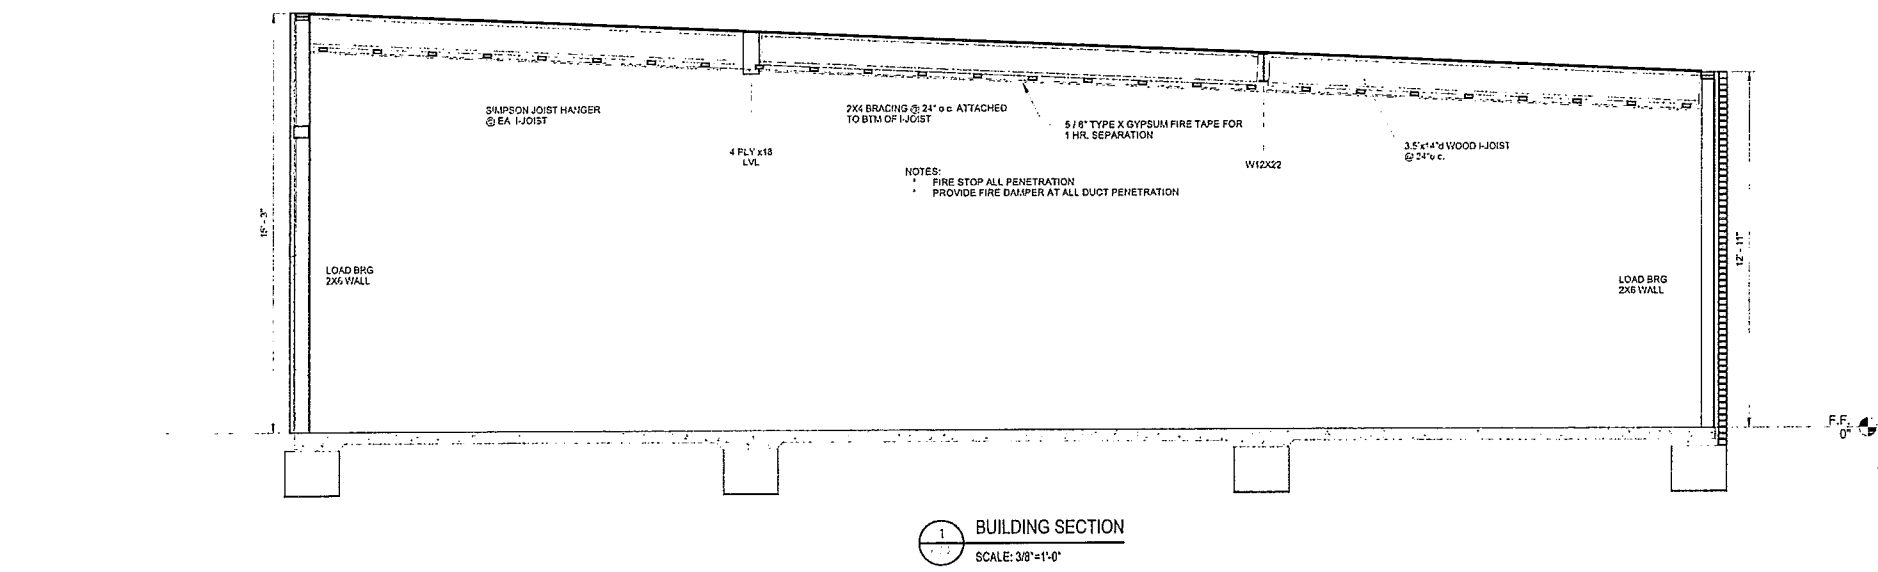 SIMPSON JOIST HANGER
@ EA. I-JOIST
2X4 BRACING @ 24" o.c. ATTACHED
TO BTM OF I-JOIST
5 / 8" TYPE X GYPSUM FIRE TAPE FOR
1 HR. SEPARATION
3.5"x14"d WOOD I-JOIST
@ 24"o.c.
4 PLY x18
LVL
W12X22
NOTES:
* FIRE STOP ALL PENETRATION
* PROVIDE FIRE DAMPER AT ALL DUCT PENETRATION
15'- 3"
12'- 11"
LOAD BRG
2X6 WALL
LOAD BRG
2X6 WALL
F.F.
0"
1
BUILDING SECTION
SCALE: 3/8"=1'-0"